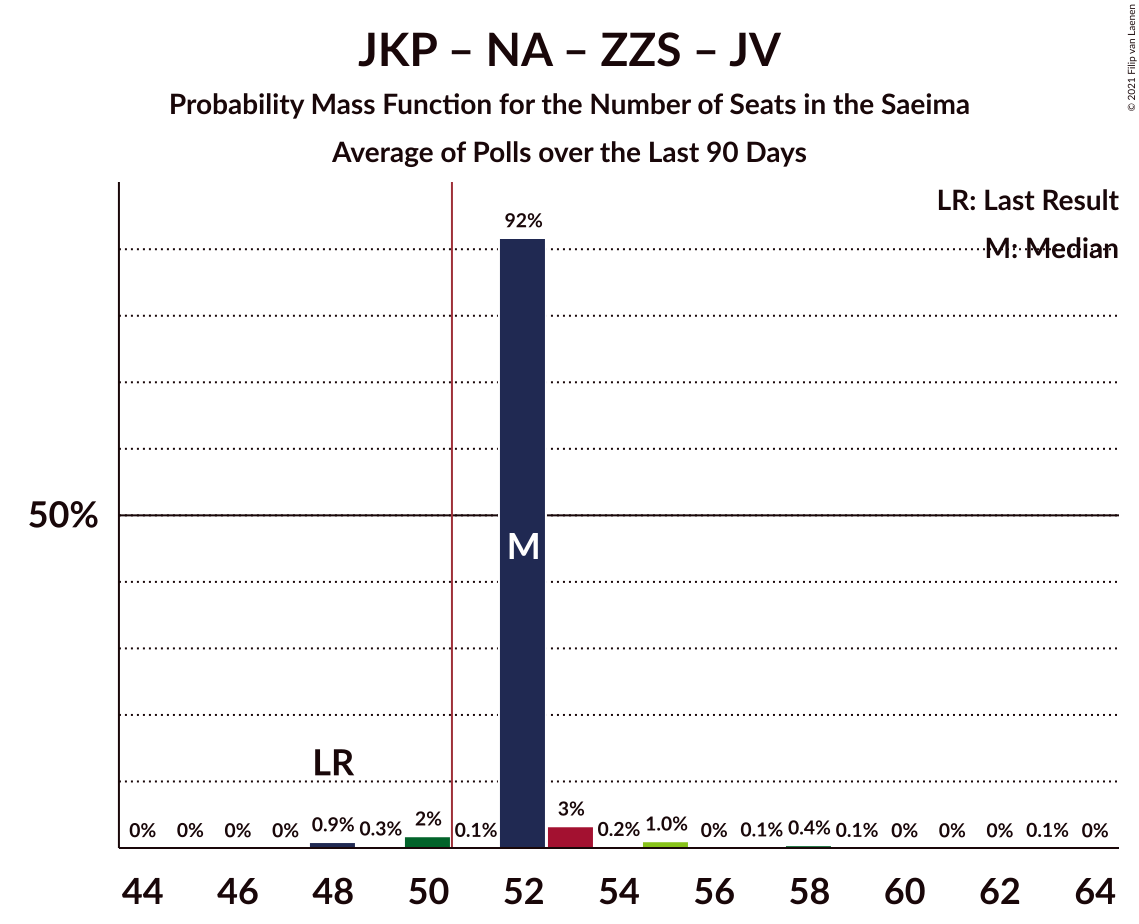 JKP – NA – ZZS – JV
Probability Mass Function for the Number of Seats in the Saeima
Average of Polls over the Last 90 Days
© 2021 Filip van Laenen
LR: Last Result
M: Median
92%
50%
M
LR
0% 0% 0% 0% 0.9% 0.3% 2% 0.1% 3% 0.2% 1.0% 0% 0.1% 0.4% 0.1% 0% 0% 0% 0.1% 0%
44 46 48 50 52 54 56 58 60 62 64